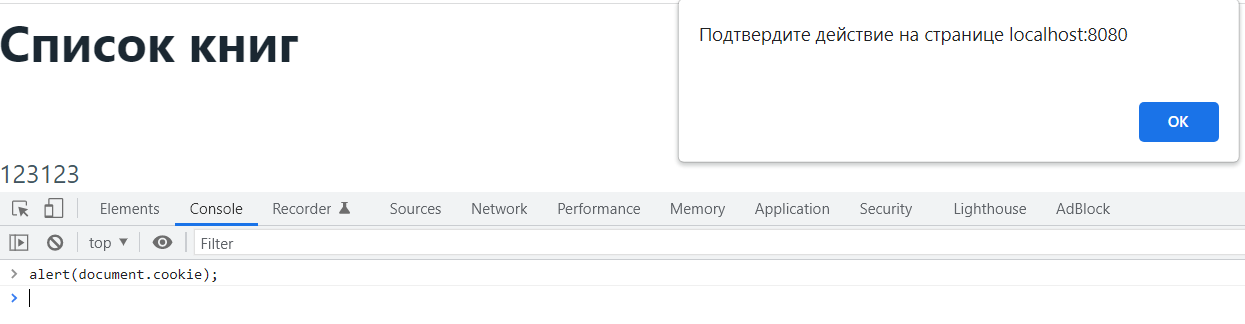 Подтвердите действие на странице localhost:8080
OK
Список книг
123123
Elements Console Recorder Sources Network Performance Memory Application Security Lighthouse AdBlock
top Filter
alert(document.cookie);